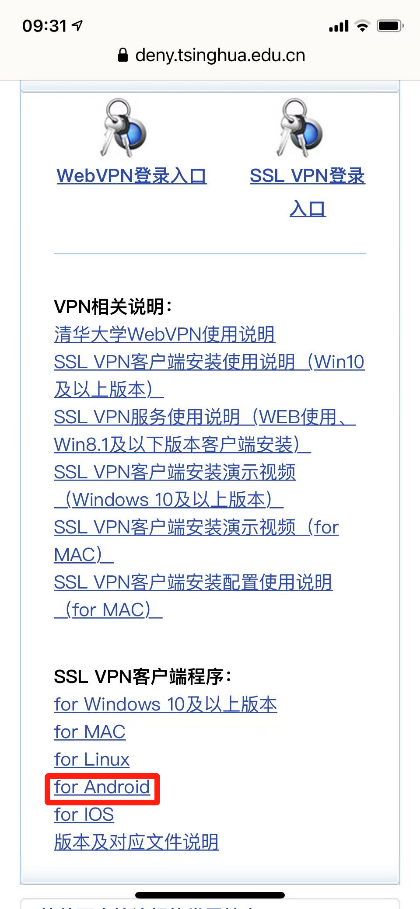 09:31
deny.tsinghua.edu.cn
WebVPN登录入口
SSL VPN登录
入口
VPN相关说明：
清华大学WebVPN使用说明
SSL VPN客户端安装使用说明（Win10
及以上版本）
SSL VPN服务使用说明（WEB使用、
Win8.1及以下版本客户端安装）
SSL VPN客户端安装演示视频
（Windows 10及以上版本）
SSL VPN客户端安装演示视频（for
MAC）
SSL VPN客户端安装配置使用说明
（for MAC）
SSL VPN客户端程序：
for Windows 10及以上版本
for MAC
for Linux
for Android
for IOS
版本及对应文件说明